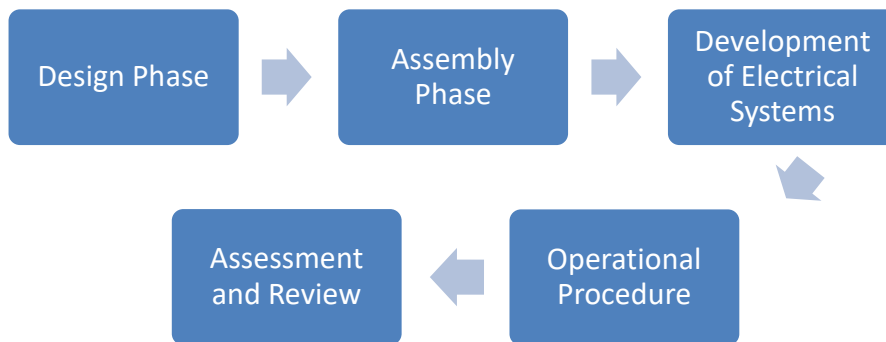 Design Phase
Assembly
Phase
Development
of Electrical
Systems
Operational
Procedure
Assessment
and Review